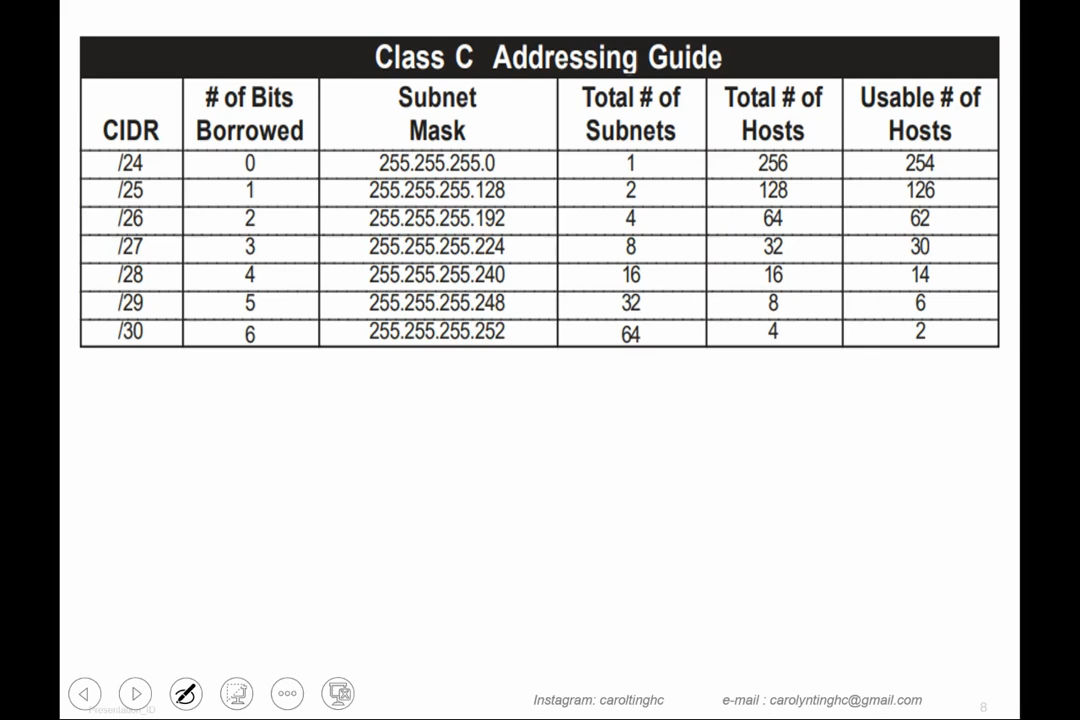 Class C Addressing Guide
CIDR # of Bits Borrowed Subnet Mask Total # of Subnets Total # of Hosts Usable # of Hosts
/24 0 255.255.255.0 1 256 254
/25 1 255.255.255.128 2 128 126
/26 2 255.255.255.192 4 64 62
/27 3 255.255.255.224 8 32 30
/28 4 255.255.255.240 16 16 14
/29 5 255.255.255.248 32 8 6
/30 6 255.255.255.252 64 4 2
Presentation_ID
Instagram: caroltinghc e-mail : carolyntinghc@gmail.com 8